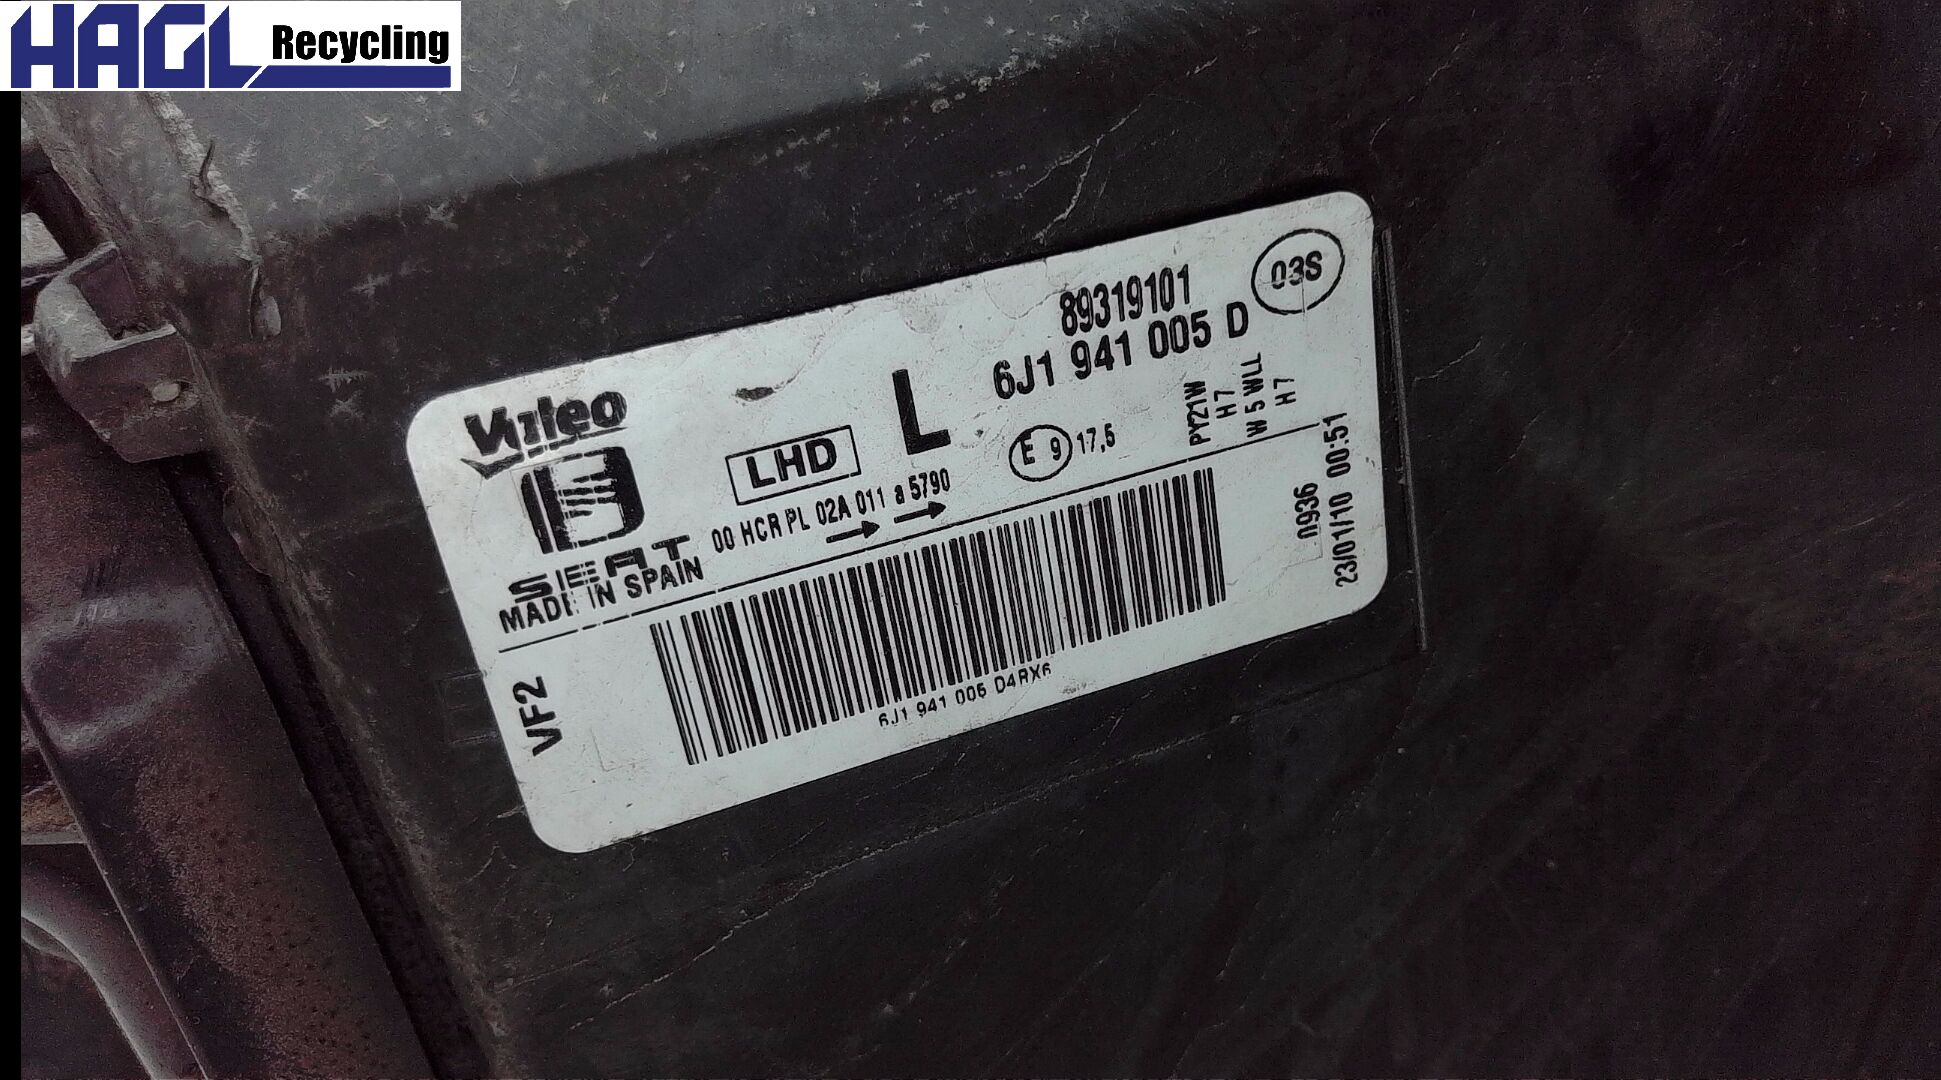 HAGL Recycling
Valeo
SEAT
MADE IN SPAIN
LHD
L
89319101
6J1 941 005 D
03S
00 HCR PL 02A 011 a 5790
E 9 17,5
PY21W
H7
W 5 WLL
H7
VF2
n936
23/01/10 00:51
6J1 941 005 D4RX6